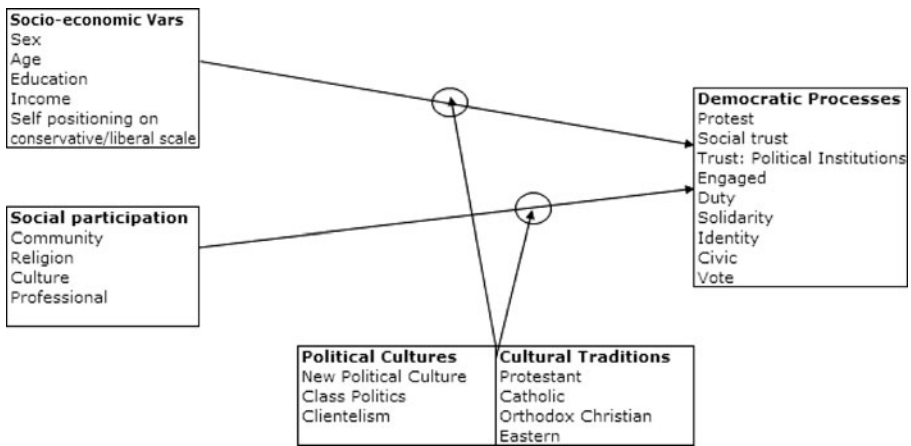 Socio-economic Vars
Sex
Age
Education
Income
Self positioning on
conservative/liberal scale
Social participation
Community
Religion
Culture
Professional
Democratic Processes
Protest
Social trust
Trust: Political Institutions
Engaged
Duty
Solidarity
Identity
Civic
Vote
Political Cultures
New Political Culture
Class Politics
Clientelism
Cultural Traditions
Protestant
Catholic
Orthodox Christian
Eastern